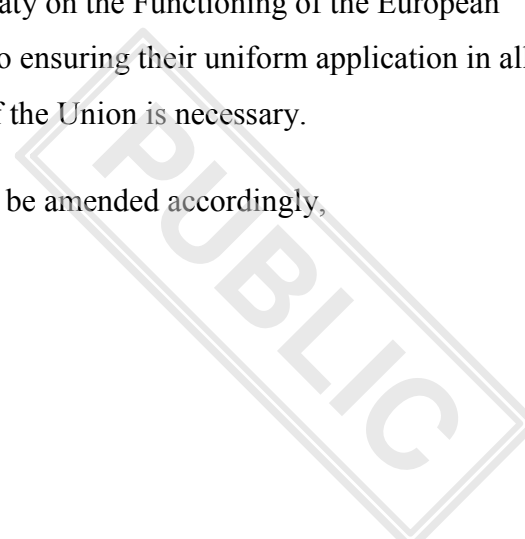 aty on the Functioning of the European
o ensuring their uniform application in all
f the Union is necessary.
be amended accordingly,
PUBLIC